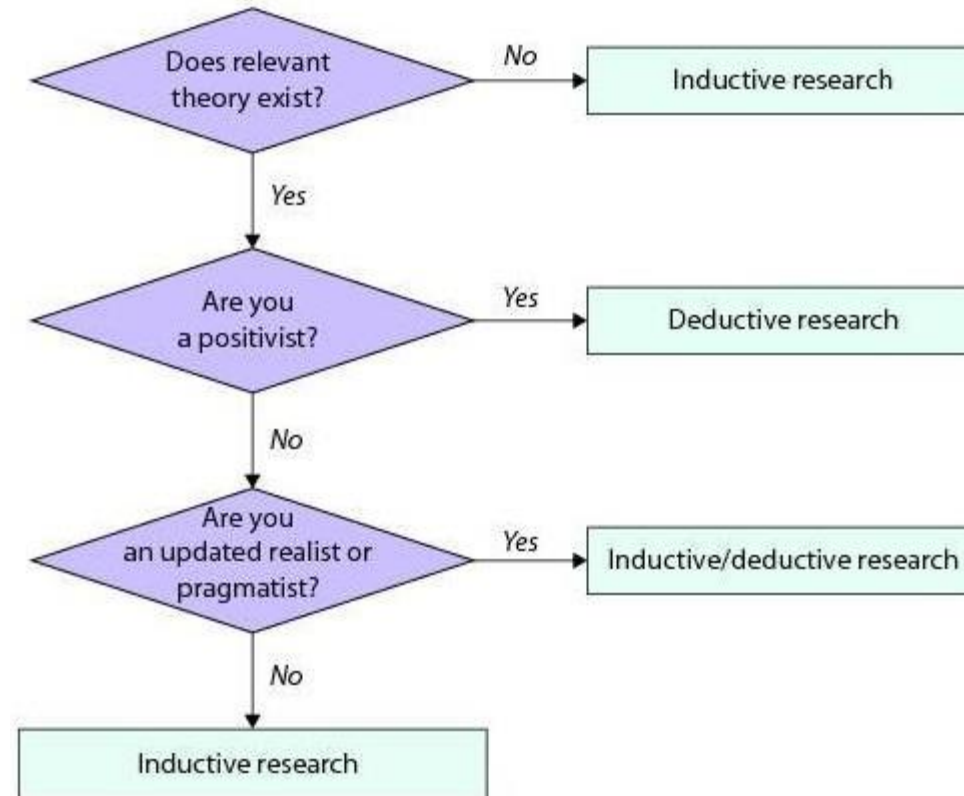 Does relevant
theory exist?
No
Inductive research
Yes
Are you
a positivist?
Yes
Deductive research
No
Are you
an updated realist or
pragmatist?
Yes
Inductive/deductive research
No
Inductive research